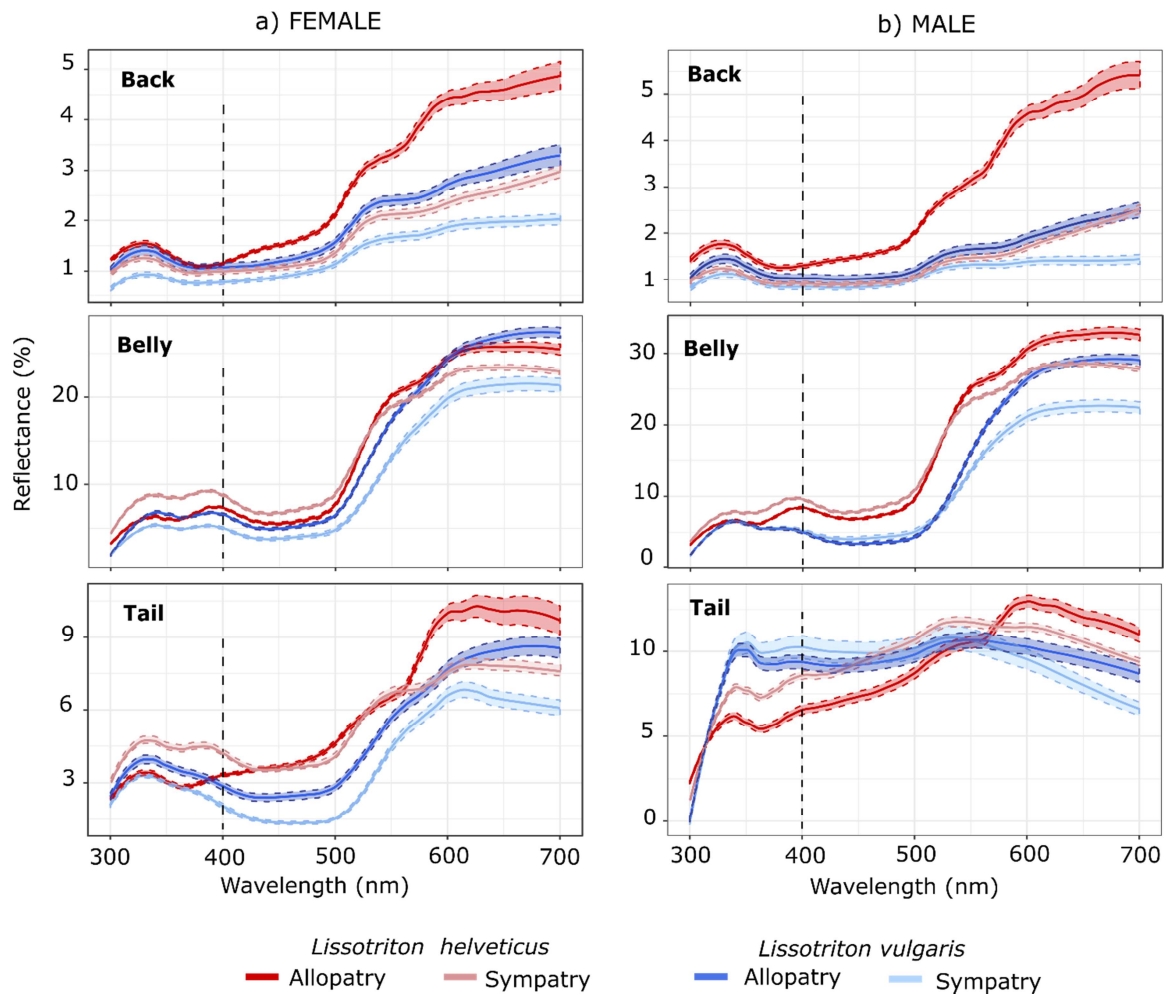 a) FEMALE
b) MALE
Reflectance (%)
Back
5
4
3
2
1
Back
5
4
3
2
1
Belly
20
10
Belly
30
20
10
0
Tail
9
6
3
Tail
10
5
0
300 400 500 600 700
Wavelength (nm)
300 400 500 600 700
Wavelength (nm)
Lissotriton helveticus
Allopatry Sympatry
Lissotriton vulgaris
Allopatry Sympatry